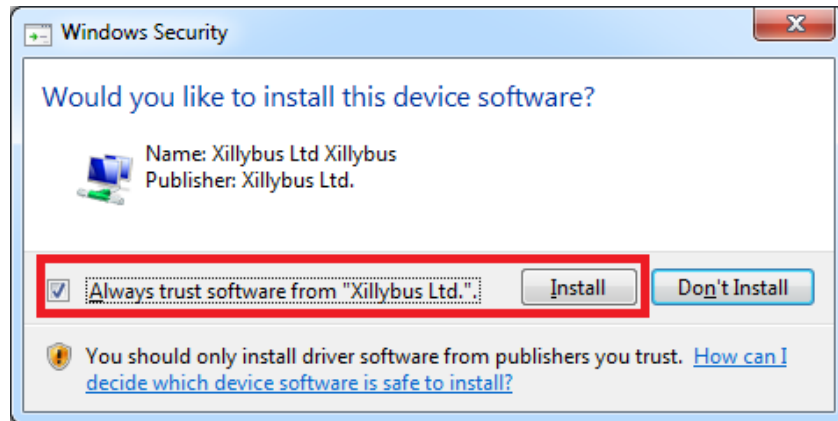 Windows Security
Would you like to install this device software?
Name: Xillybus Ltd Xillybus
Publisher: Xillybus Ltd.
Always trust software from "Xillybus Ltd.". Install Don't Install
You should only install driver software from publishers you trust. How can I
decide which device software is safe to install?